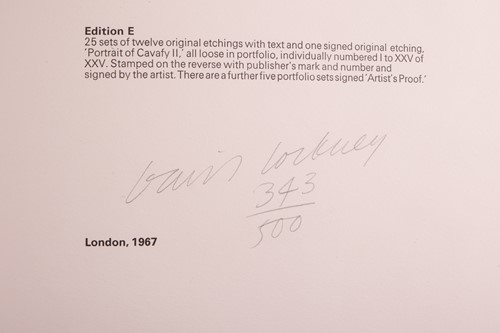 Edition E
25 sets of twelve original etchings with text and one signed original etching,
'Portrait of Cavafy II,' all loose in portfolio, individually numbered I to XXV of
XXV. Stamped on the reverse with publisher's mark and number and
signed by the artist. There are a further five portfolio sets signed 'Artist's Proof.'
David Hockney
343
500
London, 1967